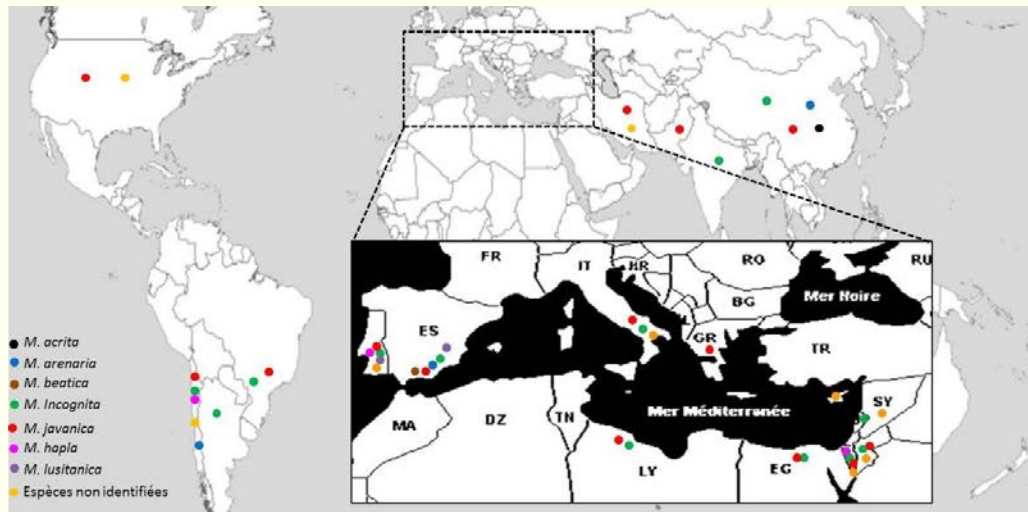 M. acrita
M. arenaria
M. beatica
M. Incognita
M. javanica
M. hapla
M. lusitanica
Espèces non identifiées
FR
IT
HR
RO
RU
Mer Noire
BG
ES
GR
TR
SY
MA
DZ
TN
Mer Méditerranée
LY
EG